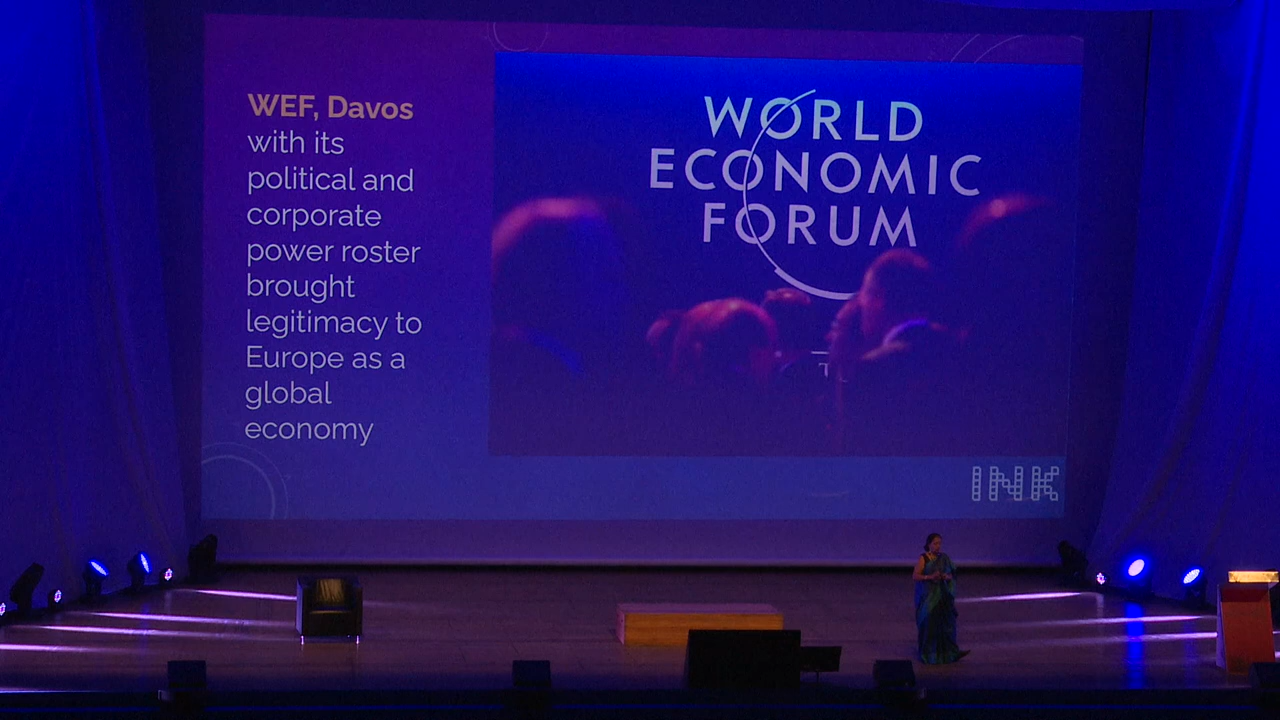 WEF, Davos
with its
political and
corporate
power roster
brought
legitimacy to
Europe as a
global
economy
WORLD
ECONOMIC
FORUM
INK